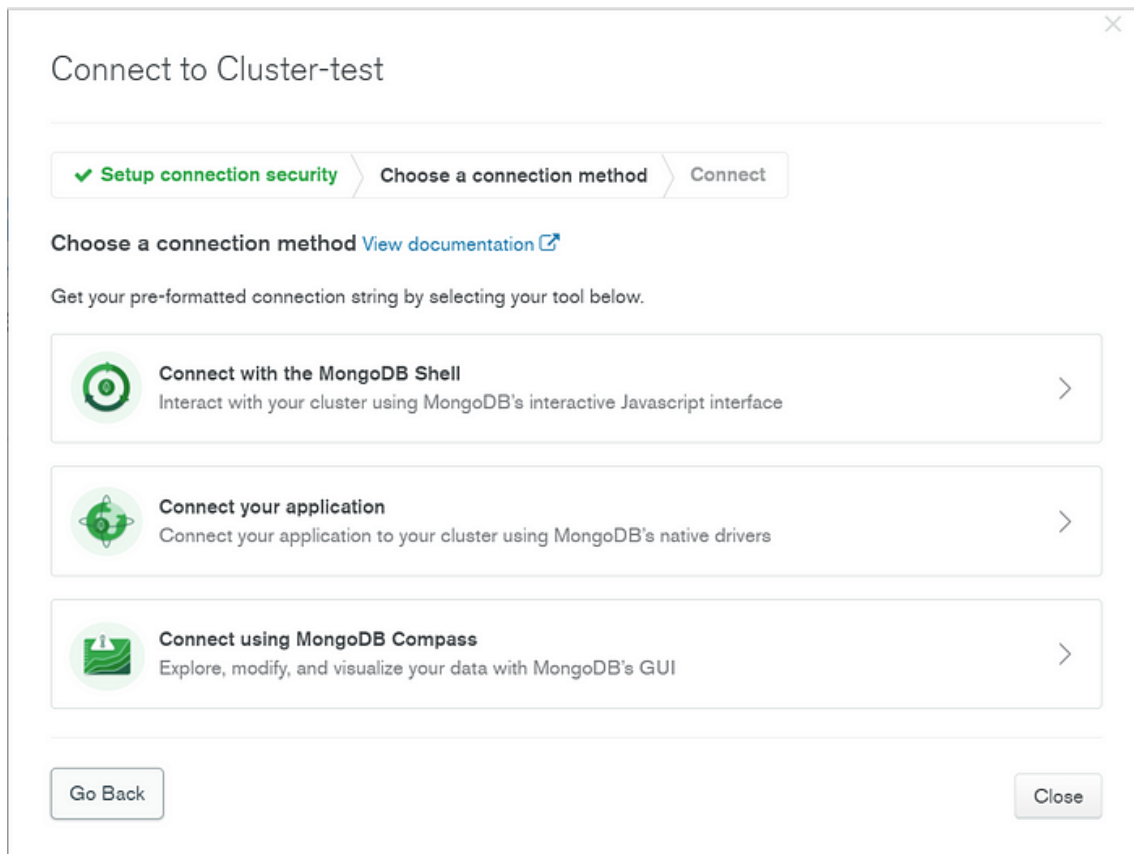 Connect to Cluster-test
Setup connection security
Choose a connection method
Connect
Choose a connection method View documentation
Get your pre-formatted connection string by selecting your tool below.
Connect with the MongoDB Shell
Interact with your cluster using MongoDB's interactive Javascript interface
Connect your application
Connect your application to your cluster using MongoDB's native drivers
Connect using MongoDB Compass
Explore, modify, and visualize your data with MongoDB's GUI
Go Back
Close